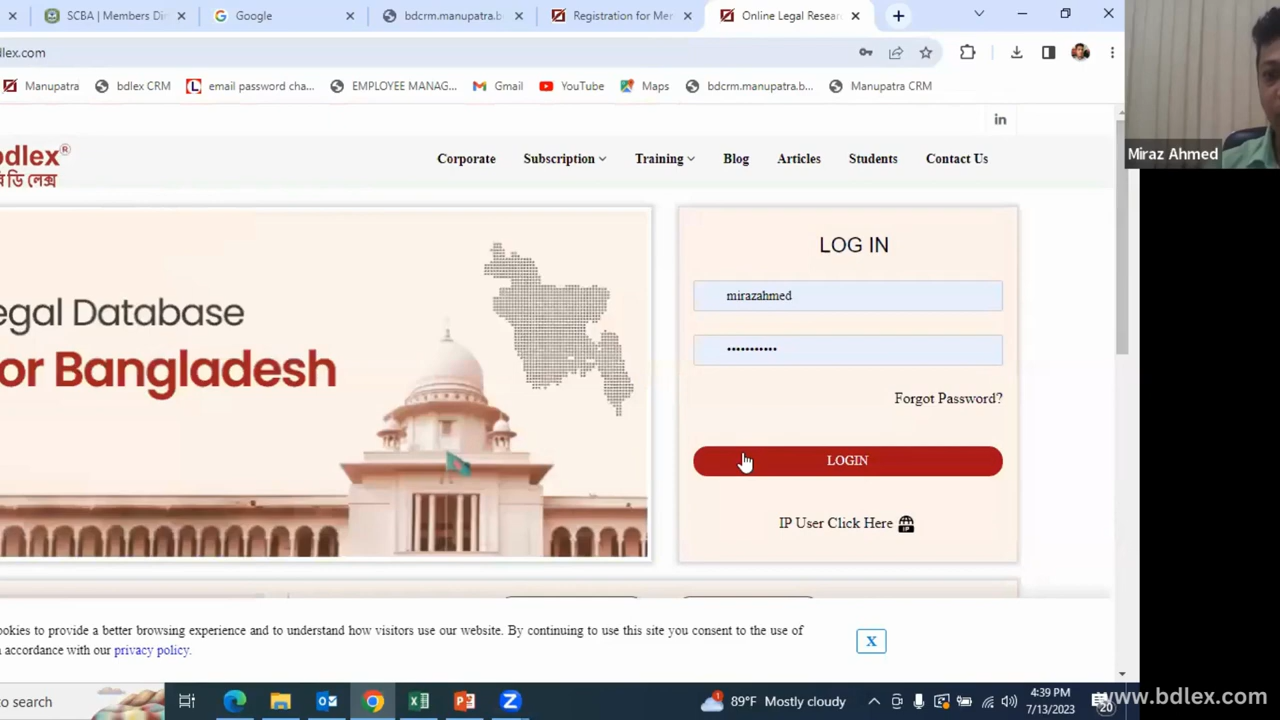 SCBA | Members Di
Google
bdcrm.manupatra.b
Registration for Me
Online Legal Resear
lex.com
Manupatra
bdlex CRM
email password cha...
EMPLOYEE MANAG...
Gmail
YouTube
Maps
bdcrm.manupatra.b...
Manupatra CRM
in
bdlex®
বি ডি লেক্স
Corporate
Subscription
Training
Blog
Articles
Students
Contact Us
Miraz Ahmed
egal Database
or Bangladesh
LOG IN
mirazahmed
•••••••••••
Forgot Password?
LOGIN
IP User Click Here
IP
ookies to provide a better browsing experience and to understand how visitors use our website. By continuing to use this site you consent to the use of
n accordance with our privacy policy.
X
to search
1
89°F Mostly cloudy
4:39 PM
7/13/2023
20
www.bdlex.com